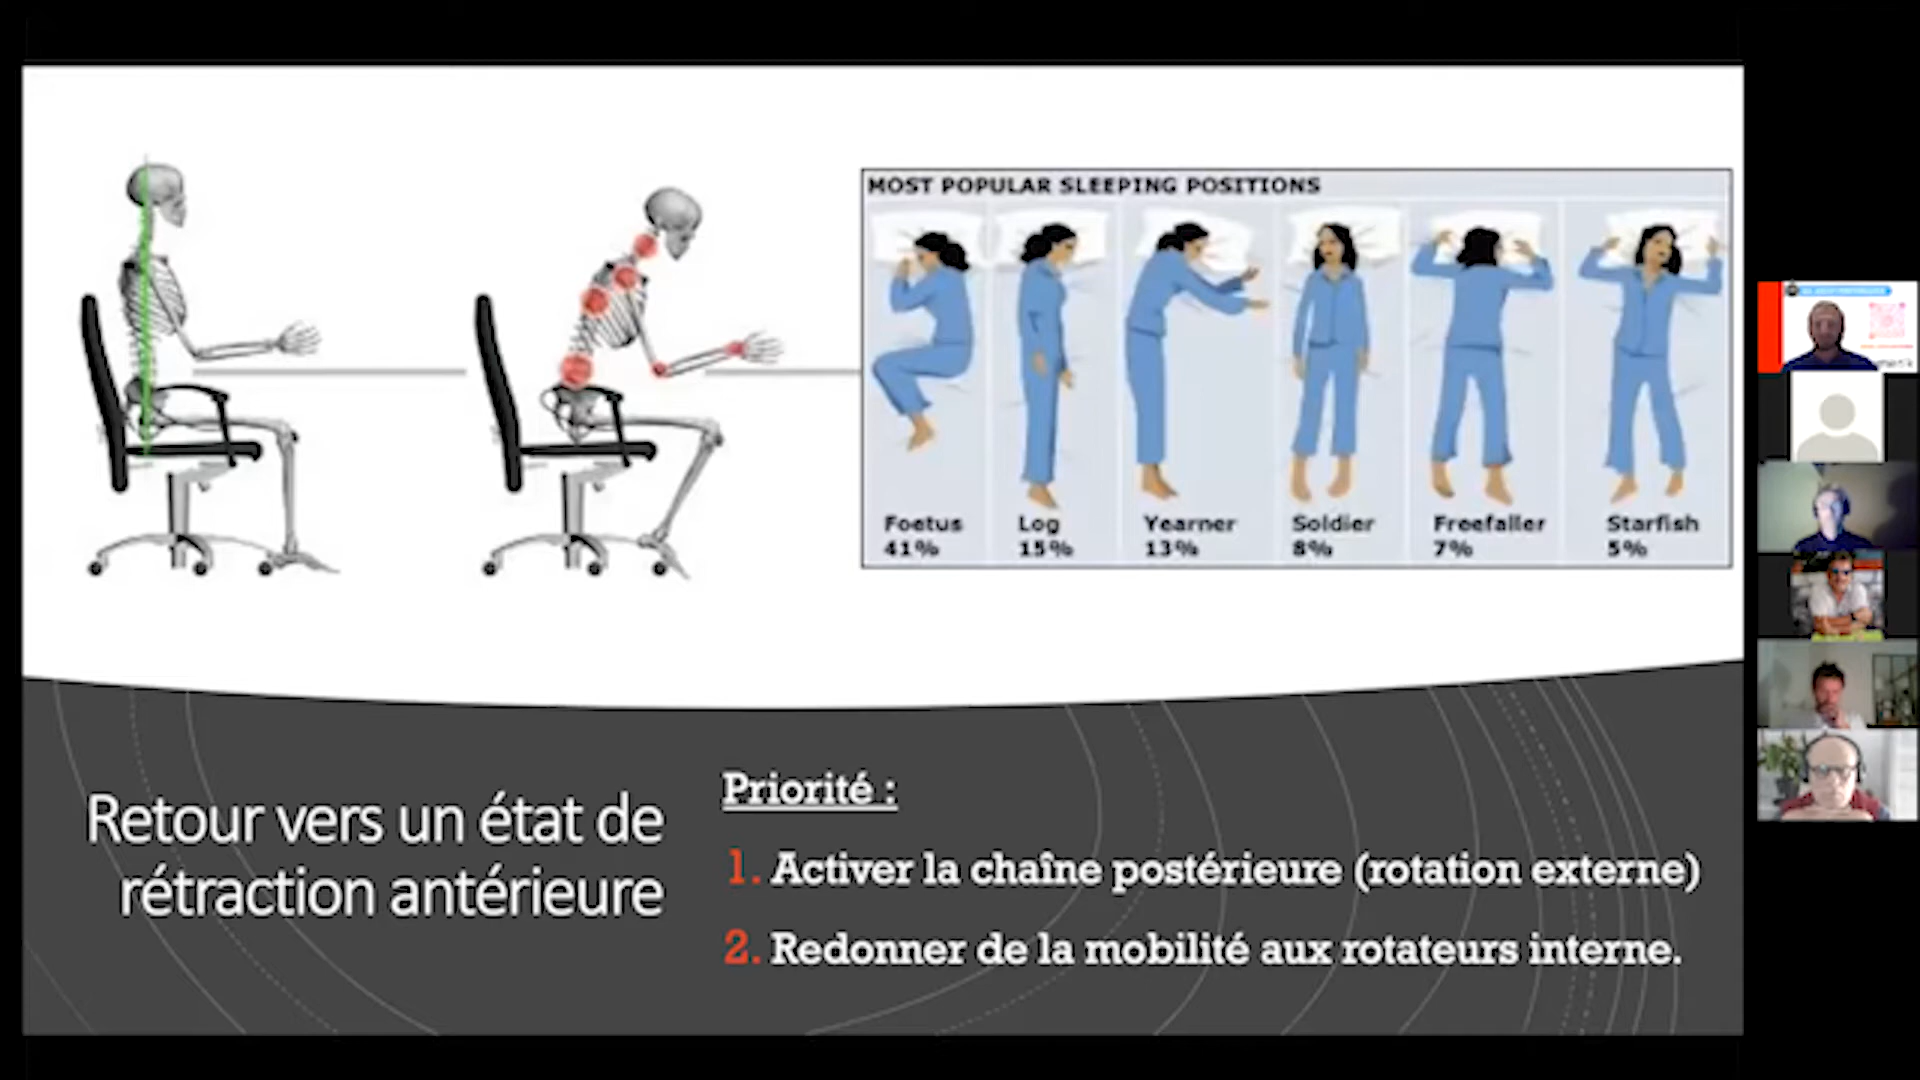 MOST POPULAR SLEEPING POSITIONS
Foetus Log Yearner Soldier Freefaller Starfish
41% 15% 13% 8% 7% 5%
Retour vers un état de
rétraction antérieure
Priorité :
1. Activer la chaîne postérieure (rotation externe)
2. Redonner de la mobilité aux rotateurs interne.